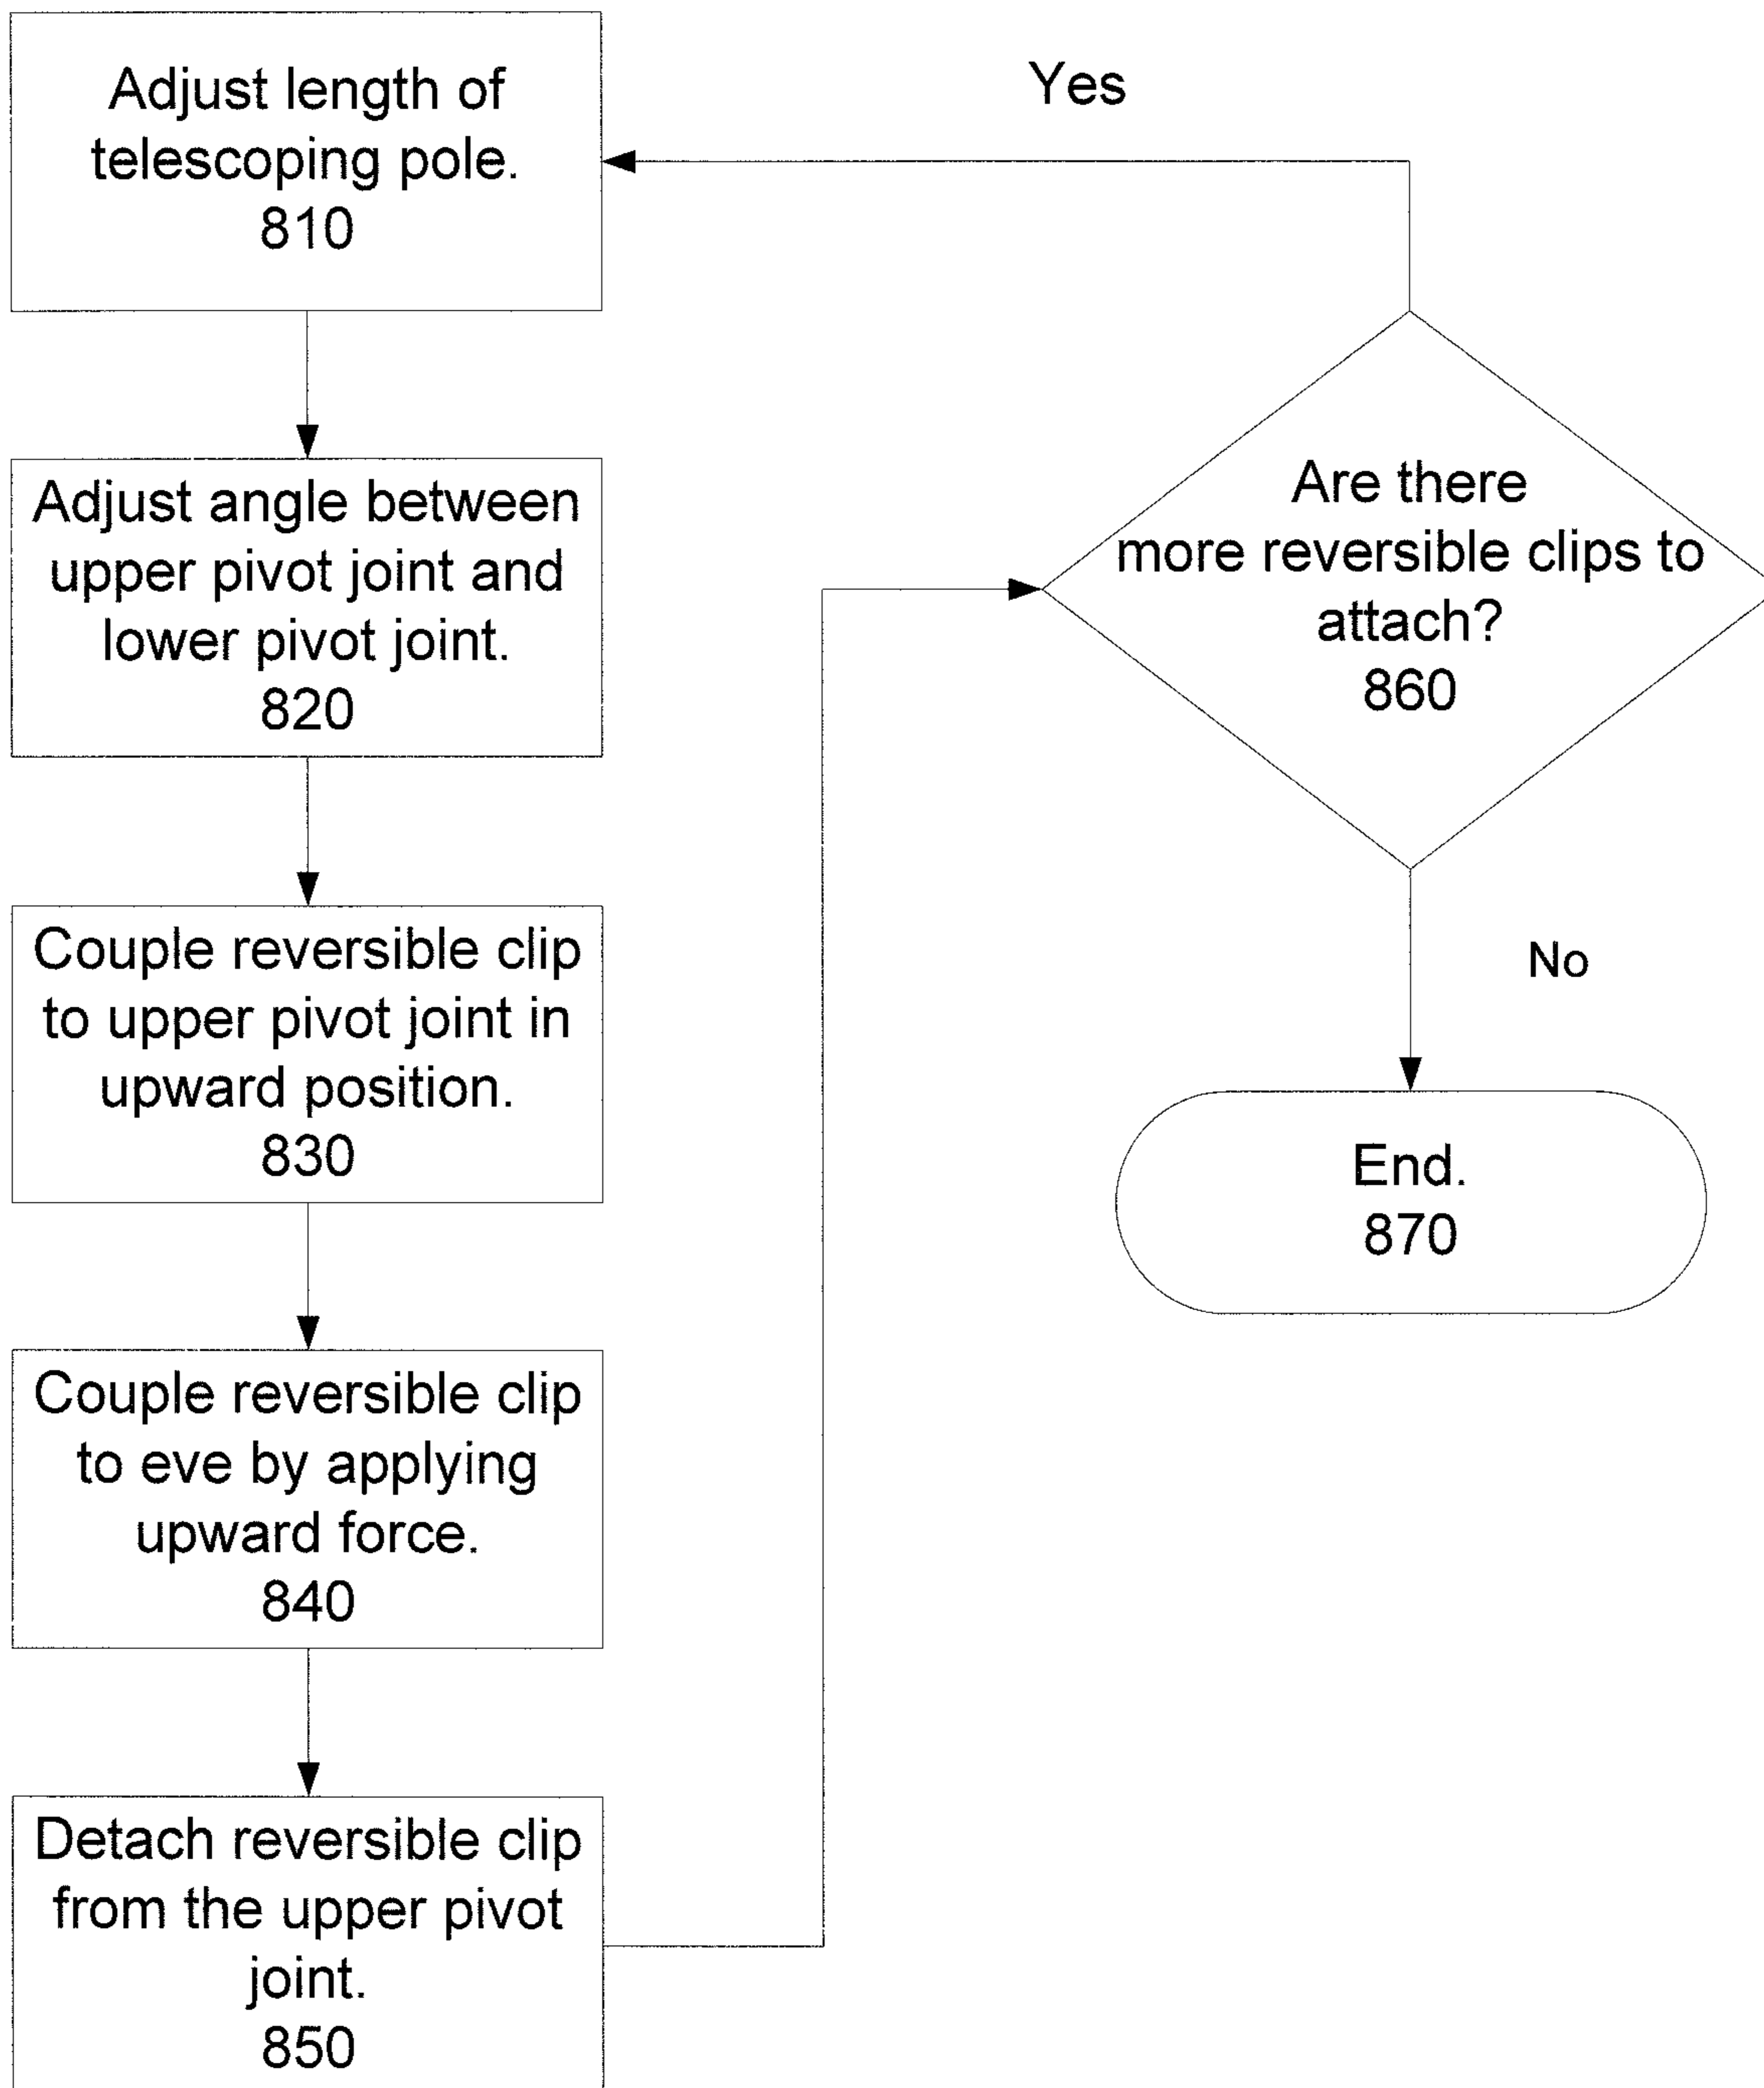 Adjust length of
telescoping pole.
810
Adjust angle between
upper pivot joint and
lower pivot joint.
820
Couple reversible clip
to upper pivot joint in
upward position.
830
Couple reversible clip
to eve by applying
upward force.
840
Detach reversible clip
from the upper pivot
joint.
850
Yes
Are there
more reversible clips to
attach?
860
No
End.
870